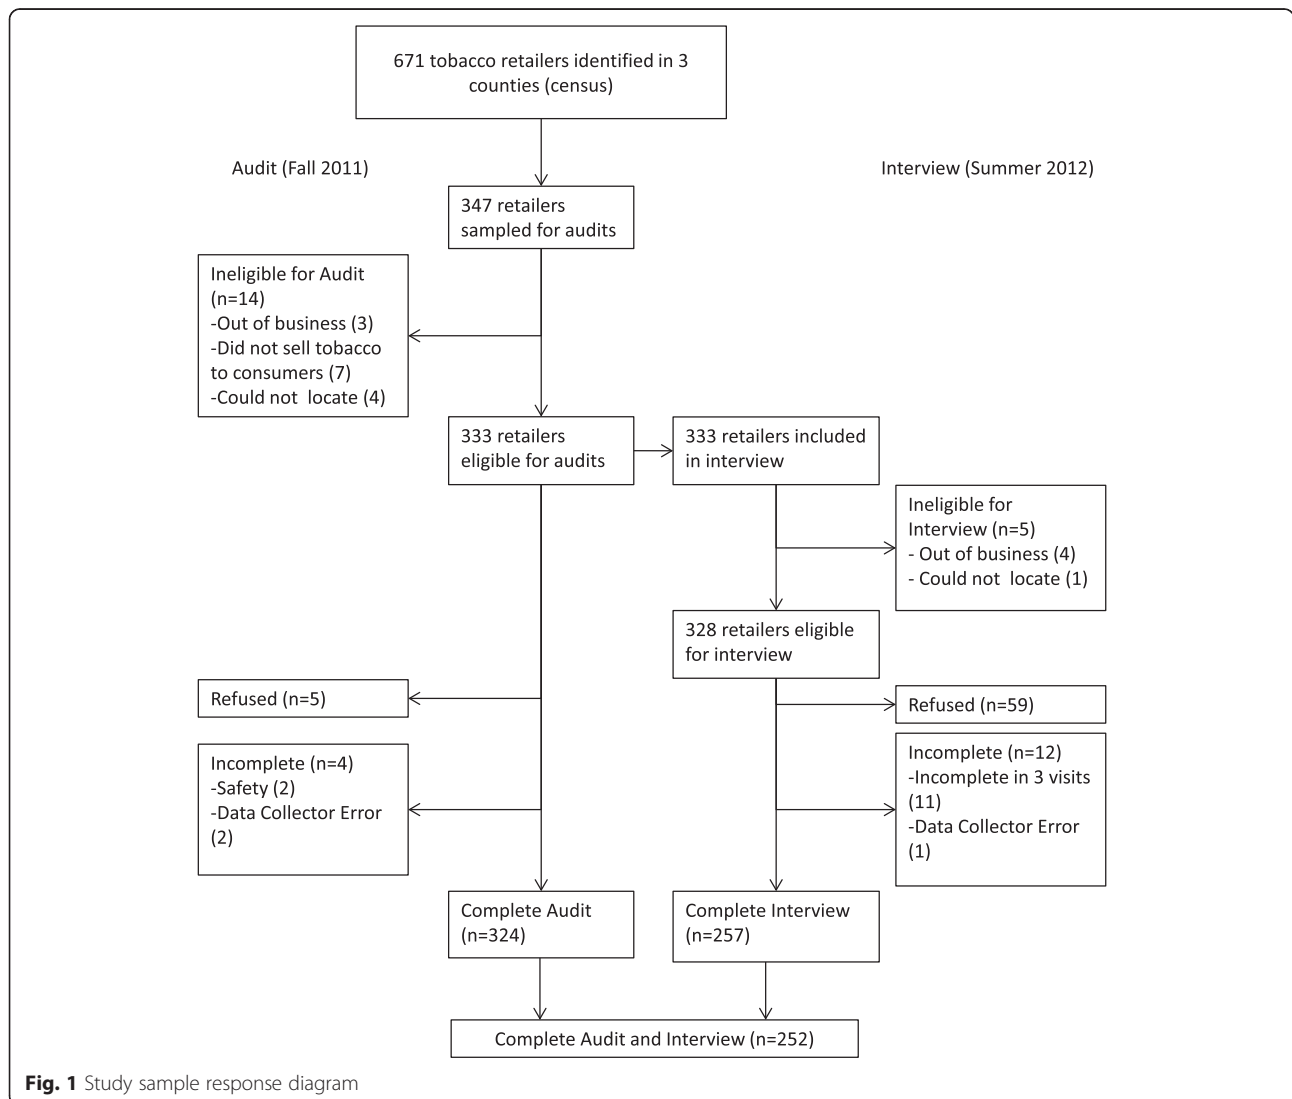 671 tobacco retailers identified in 3
counties (census)
Audit (Fall 2011)
Interview (Summer 2012)
347 retailers
sampled for audits
Ineligible for Audit
(n=14)
-Out of business (3)
-Did not sell tobacco
to consumers (7)
-Could not locate (4)
333 retailers
eligible for audits
333 retailers included
in interview
Ineligible for
Interview (n=5)
- Out of business (4)
- Could not locate (1)
328 retailers eligible
for interview
Refused (n=5)
Refused (n=59)
Incomplete (n=4)
-Safety (2)
-Data Collector Error
(2)
Incomplete (n=12)
-Incomplete in 3 visits
(11)
-Data Collector Error
(1)
Complete Audit
(n=324)
Complete Interview
(n=257)
Complete Audit and Interview (n=252)
Fig. 1 Study sample response diagram